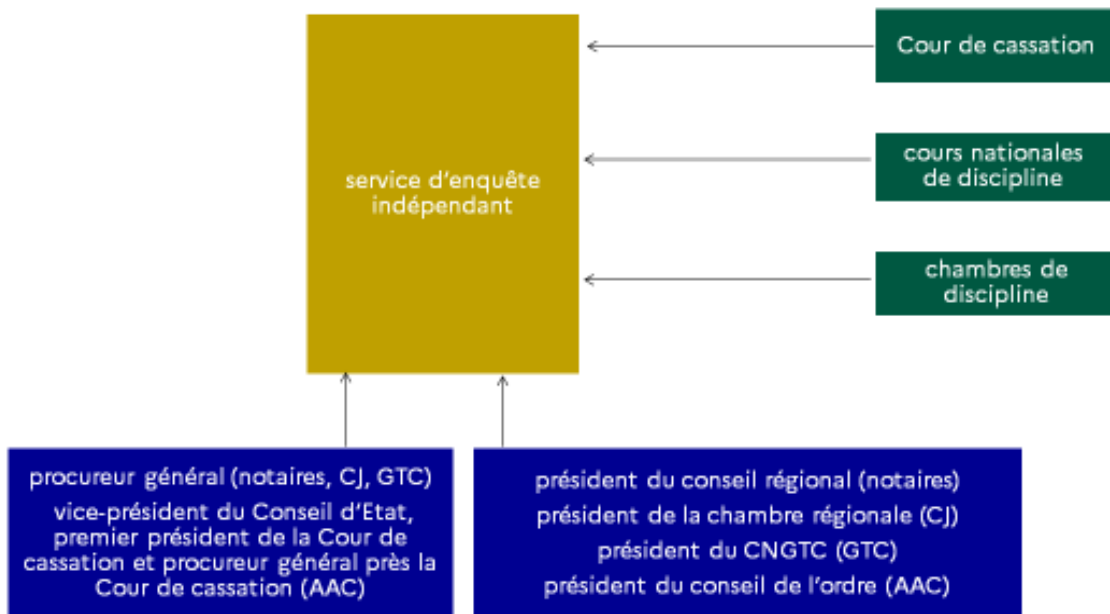 Cour de cassation
service d'enquête
indépendant
cours nationales
de discipline
chambres de
discipline
procureur général (notaires, CJ, GTC)
vice-président du Conseil d'Etat,
premier président de la Cour de
cassation et procureur général près la
Cour de cassation (AAC)
président du conseil régional (notaires)
président de la chambre régionale (CJ)
président du CNGTC (GTC)
président du conseil de l'ordre (AAC)